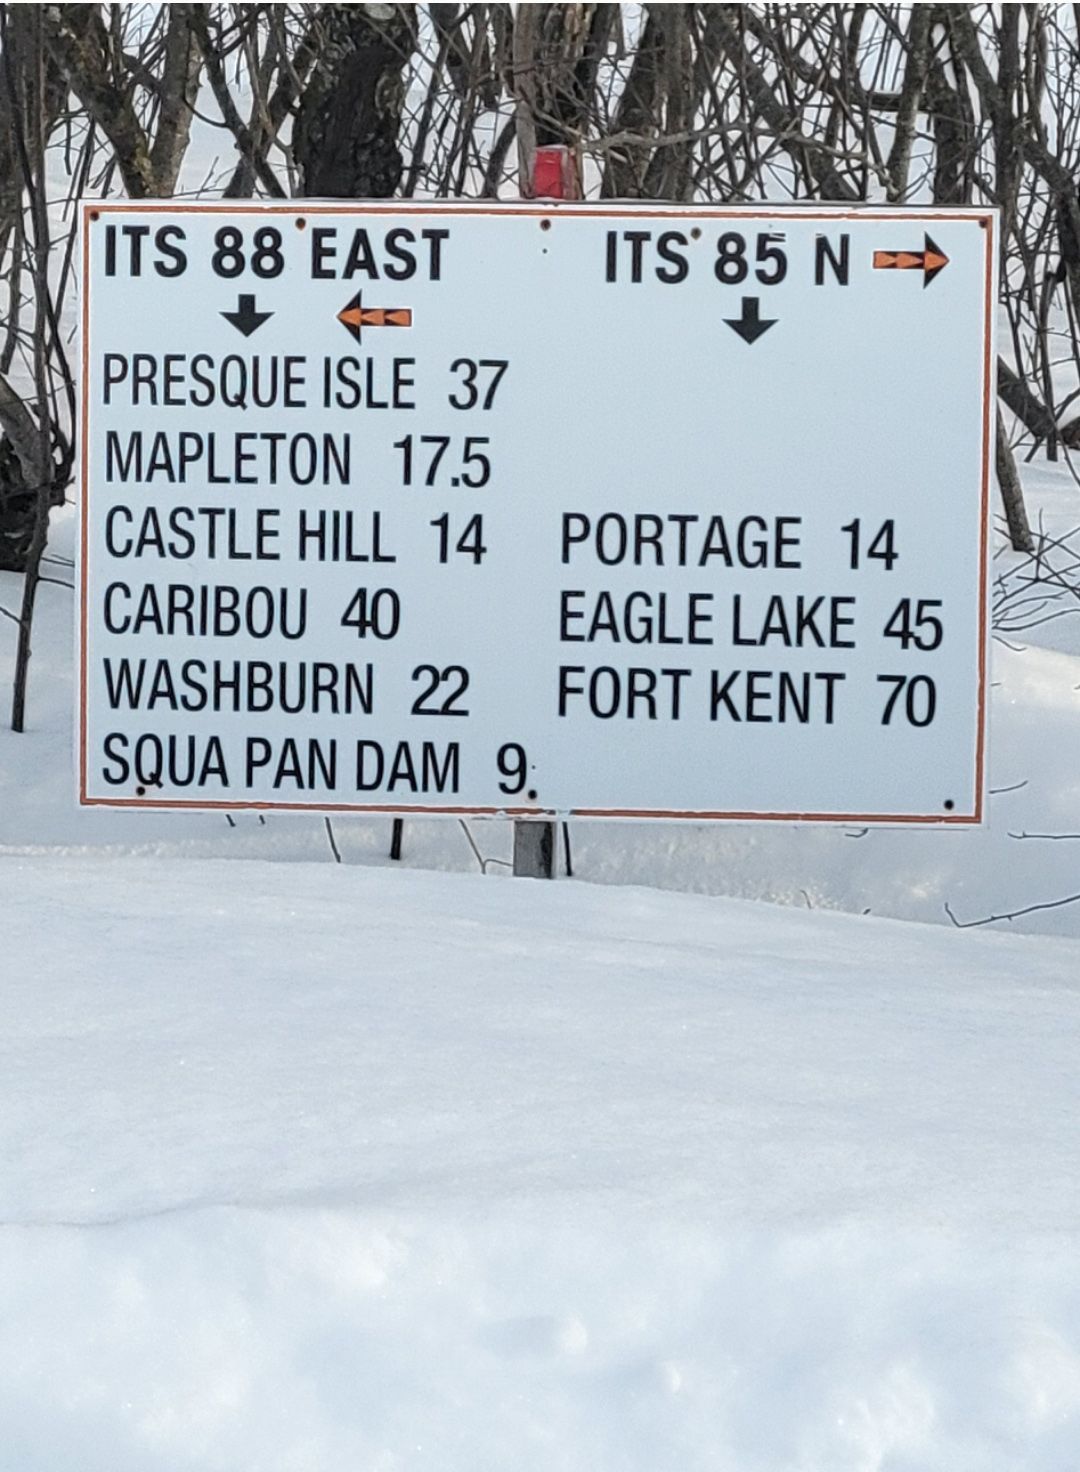 ITS 88 EAST
PRESQUE ISLE 37
MAPLETON 17.5
CASTLE HILL 14
CARIBOU 40
WASHBURN 22
SQUA PAN DAM 9
ITS 85 N
PORTAGE 14
EAGLE LAKE 45
FORT KENT 70